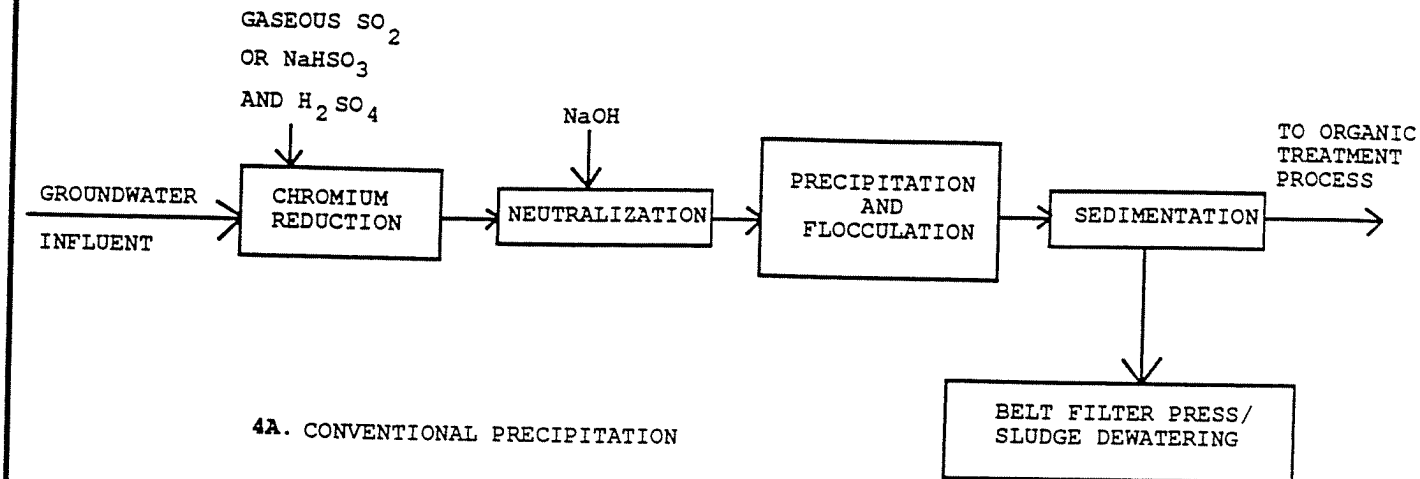 GASEOUS SO2
OR NaHSO3
AND H2SO4
NaOH
TO ORGANIC
TREATMENT
PROCESS
GROUNDWATER
INFLUENT
CHROMIUM
REDUCTION
NEUTRALIZATION
PRECIPITATION
AND
FLOCCULATION
SEDIMENTATION
BELT FILTER PRESS/
SLUDGE DEWATERING
4A. CONVENTIONAL PRECIPITATION